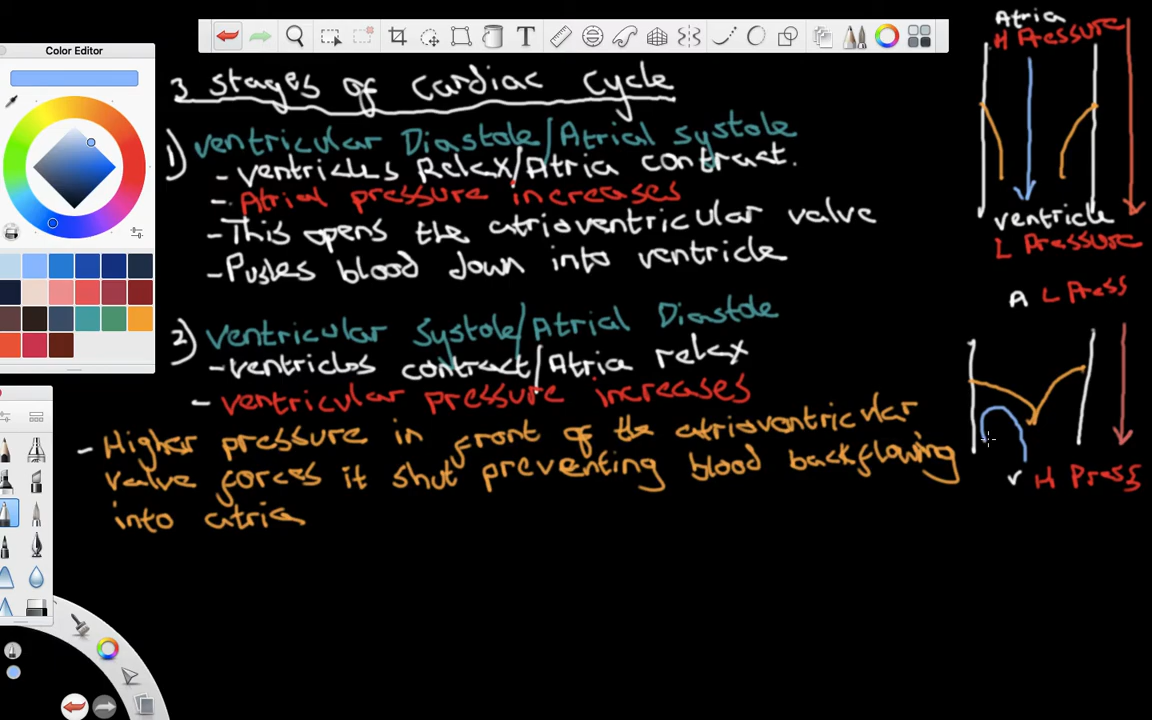 Color Editor
3 stages of Cardiac Cycle
1) ventricular Diastole/Atrial systole
- ventricles Relax/Atria contract.
- Atrial pressure increases
- This opens the atrioventricular valve
- Pushes blood down into ventricle
2) ventricular Systole/Atrial Diastole
- ventricles contract/Atria relax
- ventricular pressure increases
- Higher pressure in front of the atrioventricular
valve forces it shut preventing blood backflowing
into atria
Atria
H Pressure
ventricle
L Pressure
A L Press
V H Press